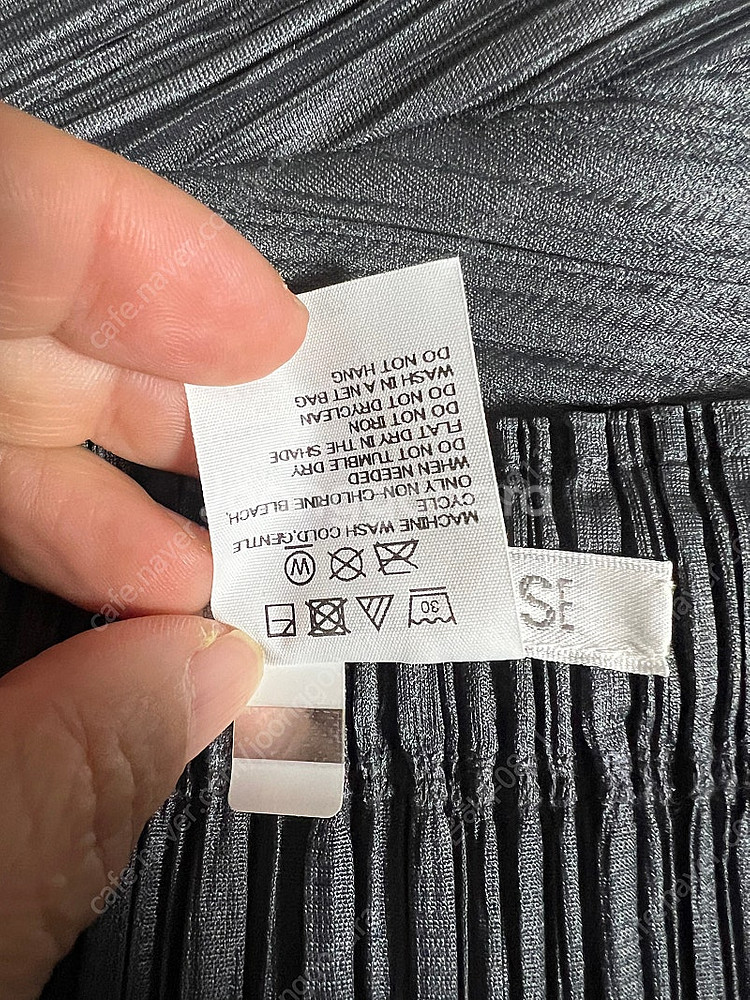 30
W
MACHINE WASH COLD,GENTLE
CYCLE
ONLY NON-CHLORINE BLEACH,
WHEN NEEDED
DO NOT TUMBLE DRY
FLAT DRY IN THE SHADE
DO NOT IRON
DO NOT DRYCLEAN
WASH IN A NET BAG
DO NOT HANG
SE